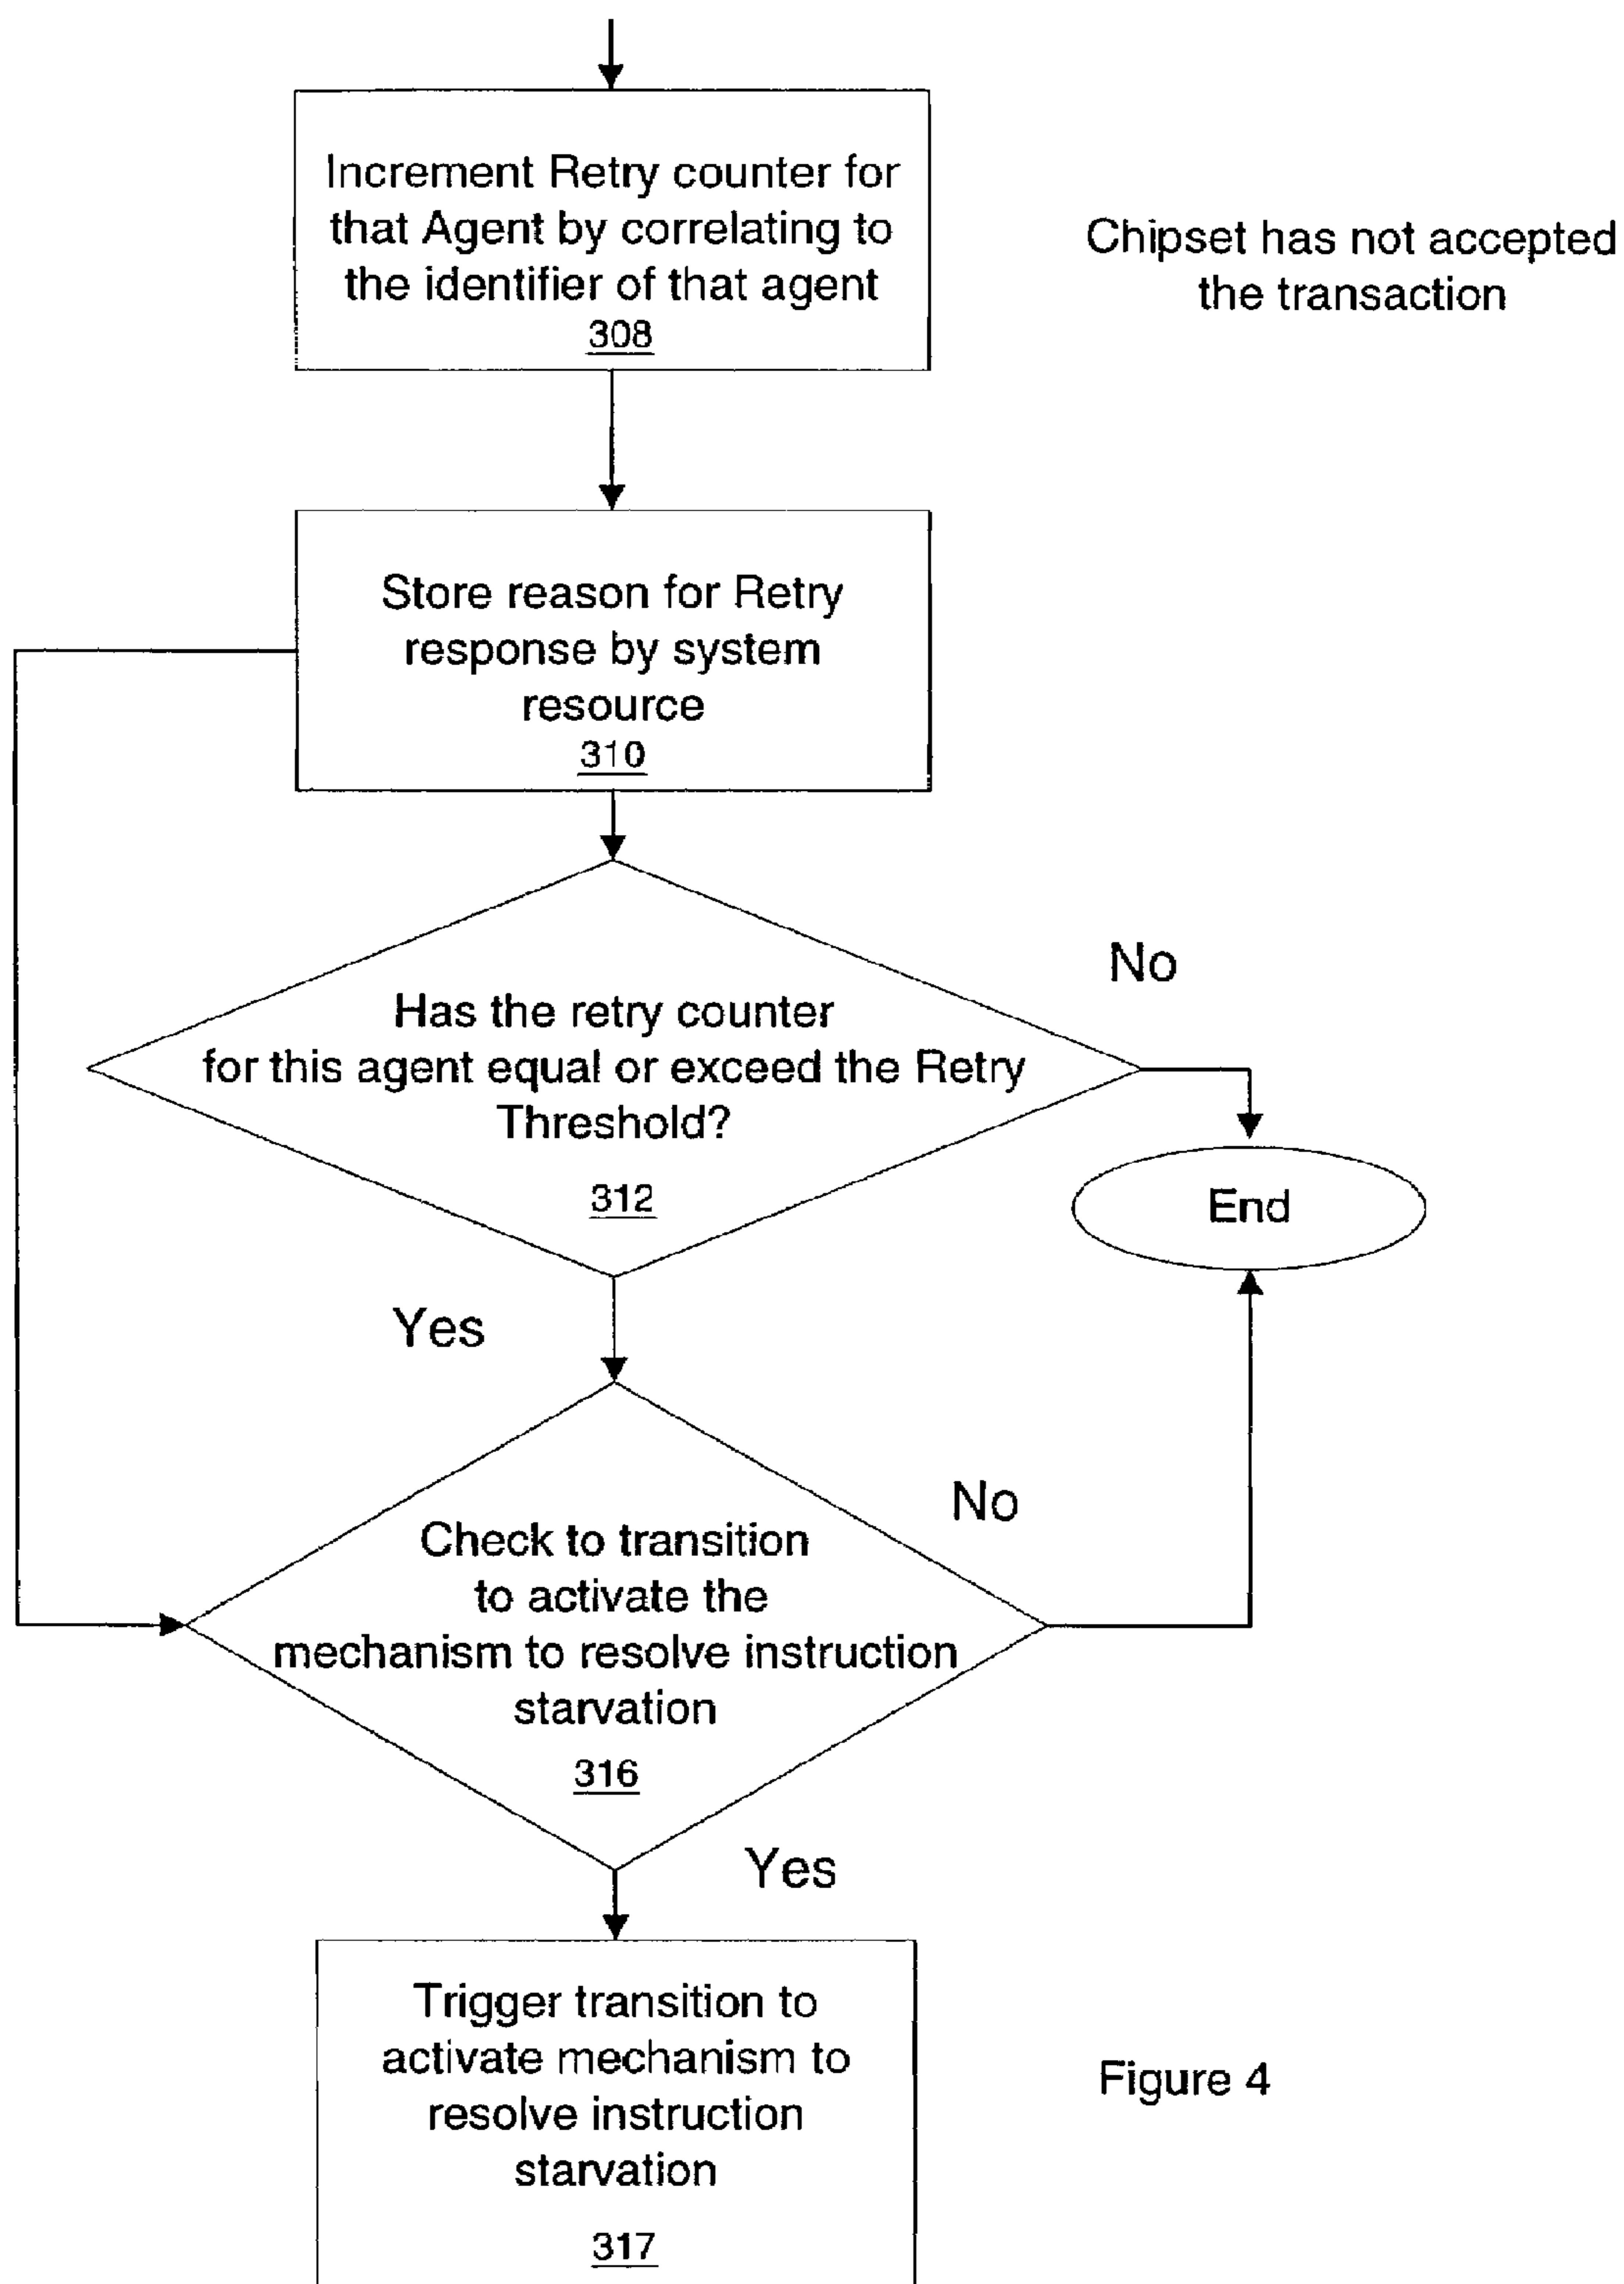 Increment Retry counter for
that Agent by correlating to
the identifier of that agent
308
Chipset has not accepted
the transaction
Store reason for Retry
response by system
resource
310
No
Has the retry counter
for this agent equal or exceed the Retry
Threshold?
312
End
Yes
No
Check to transition
to activate the
mechanism to resolve instruction
starvation
316
Yes
Trigger transition to
activate mechanism to
resolve instruction
starvation
317
Figure 4